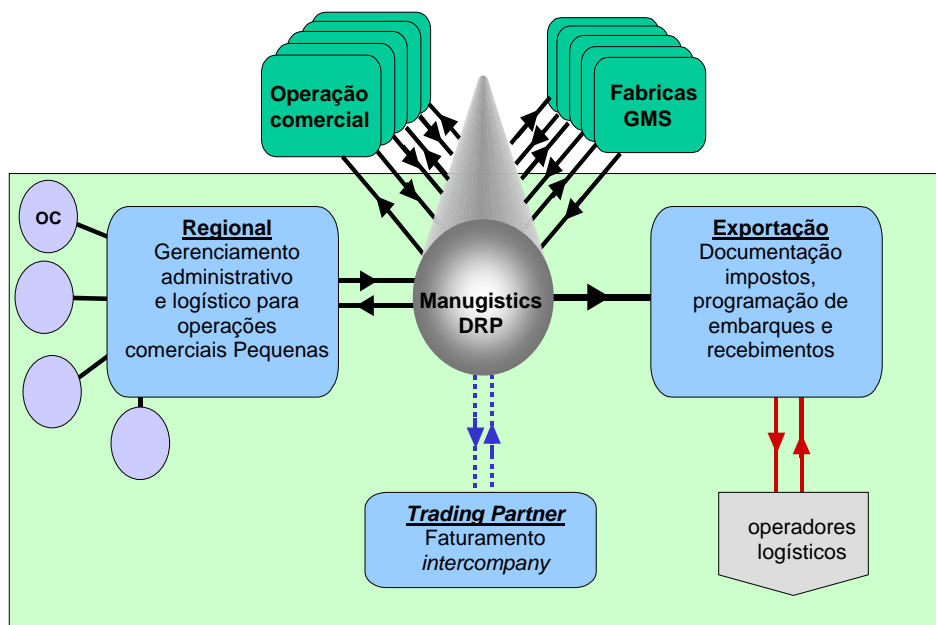 Operação
comercial
Fabricas
GMS
OC
Regional
Gerenciamento
administrativo
e logístico para
operações
comerciais Pequenas
Manugistics
DRP
Exportação
Documentação
impostos,
programação de
embarques e
recebimentos
Trading Partner
Faturamento
intercompany
operadores
logísticos